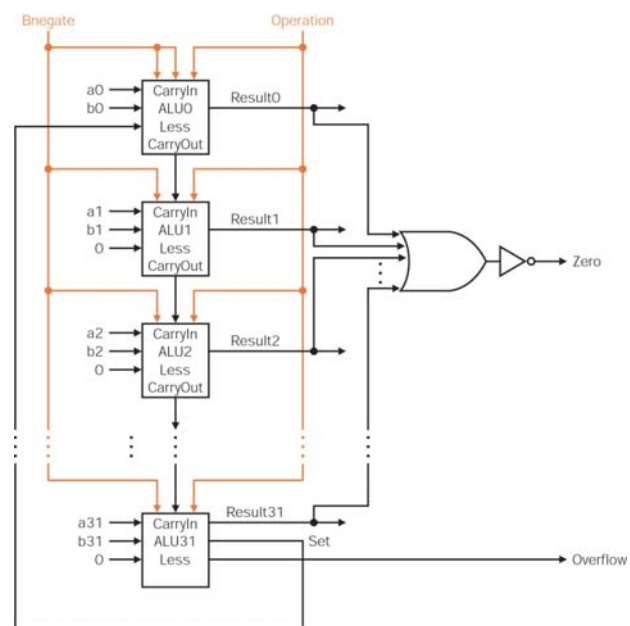 Bnegate Operation
a0
b0
CarryIn
ALU0
Less
CarryOut
Result0
a1
b1
0
CarryIn
ALU1
Less
CarryOut
Result1
Zero
a2
b2
0
CarryIn
ALU2
Less
CarryOut
Result2
a31
b31
0
CarryIn
ALU31
Less
Result31
Set
Overflow